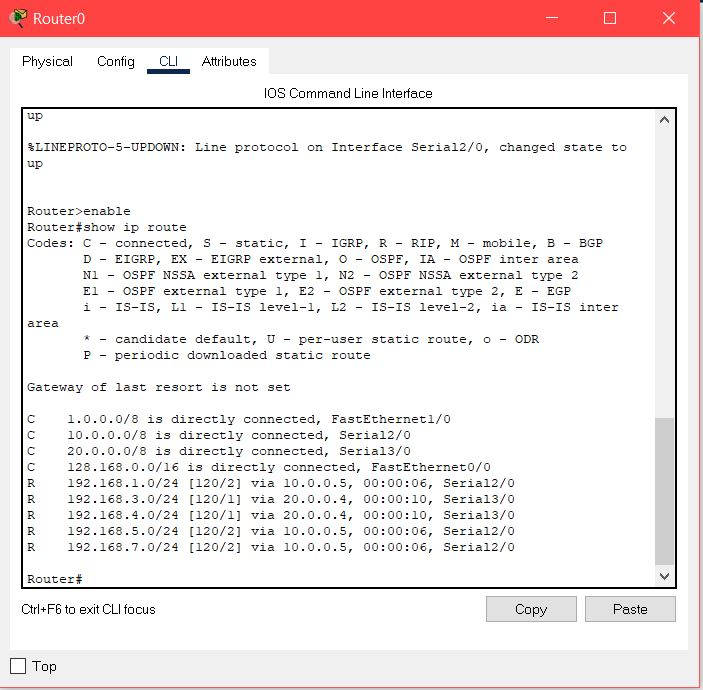 Router0
Physical Config CLI Attributes
IOS Command Line Interface
up
%LINEPROTO-5-UPDOWN: Line protocol on Interface Serial2/0, changed state to
up
Router>enable
Router#show ip route
Codes: C - connected, S - static, I - IGRP, R - RIP, M - mobile, B - BGP
D - EIGRP, EX - EIGRP external, O - OSPF, IA - OSPF inter area
N1 - OSPF NSSA external type 1, N2 - OSPF NSSA external type 2
E1 - OSPF external type 1, E2 - OSPF external type 2, E - EGP
i - IS-IS, L1 - IS-IS level-1, L2 - IS-IS level-2, ia - IS-IS inter
area
* - candidate default, U - per-user static route, o - ODR
P - periodic downloaded static route
Gateway of last resort is not set
C 1.0.0.0/8 is directly connected, FastEthernet1/0
C 10.0.0.0/8 is directly connected, Serial2/0
C 20.0.0.0/8 is directly connected, Serial3/0
C 128.168.0.0/16 is directly connected, FastEthernet0/0
R 192.168.1.0/24 [120/2] via 10.0.0.5, 00:00:06, Serial2/0
R 192.168.3.0/24 [120/1] via 20.0.0.4, 00:00:10, Serial3/0
R 192.168.4.0/24 [120/1] via 20.0.0.4, 00:00:10, Serial3/0
R 192.168.5.0/24 [120/2] via 10.0.0.5, 00:00:06, Serial2/0
R 192.168.7.0/24 [120/2] via 10.0.0.5, 00:00:06, Serial2/0
Router#
Ctrl+F6 to exit CLI focus
Copy Paste
Top